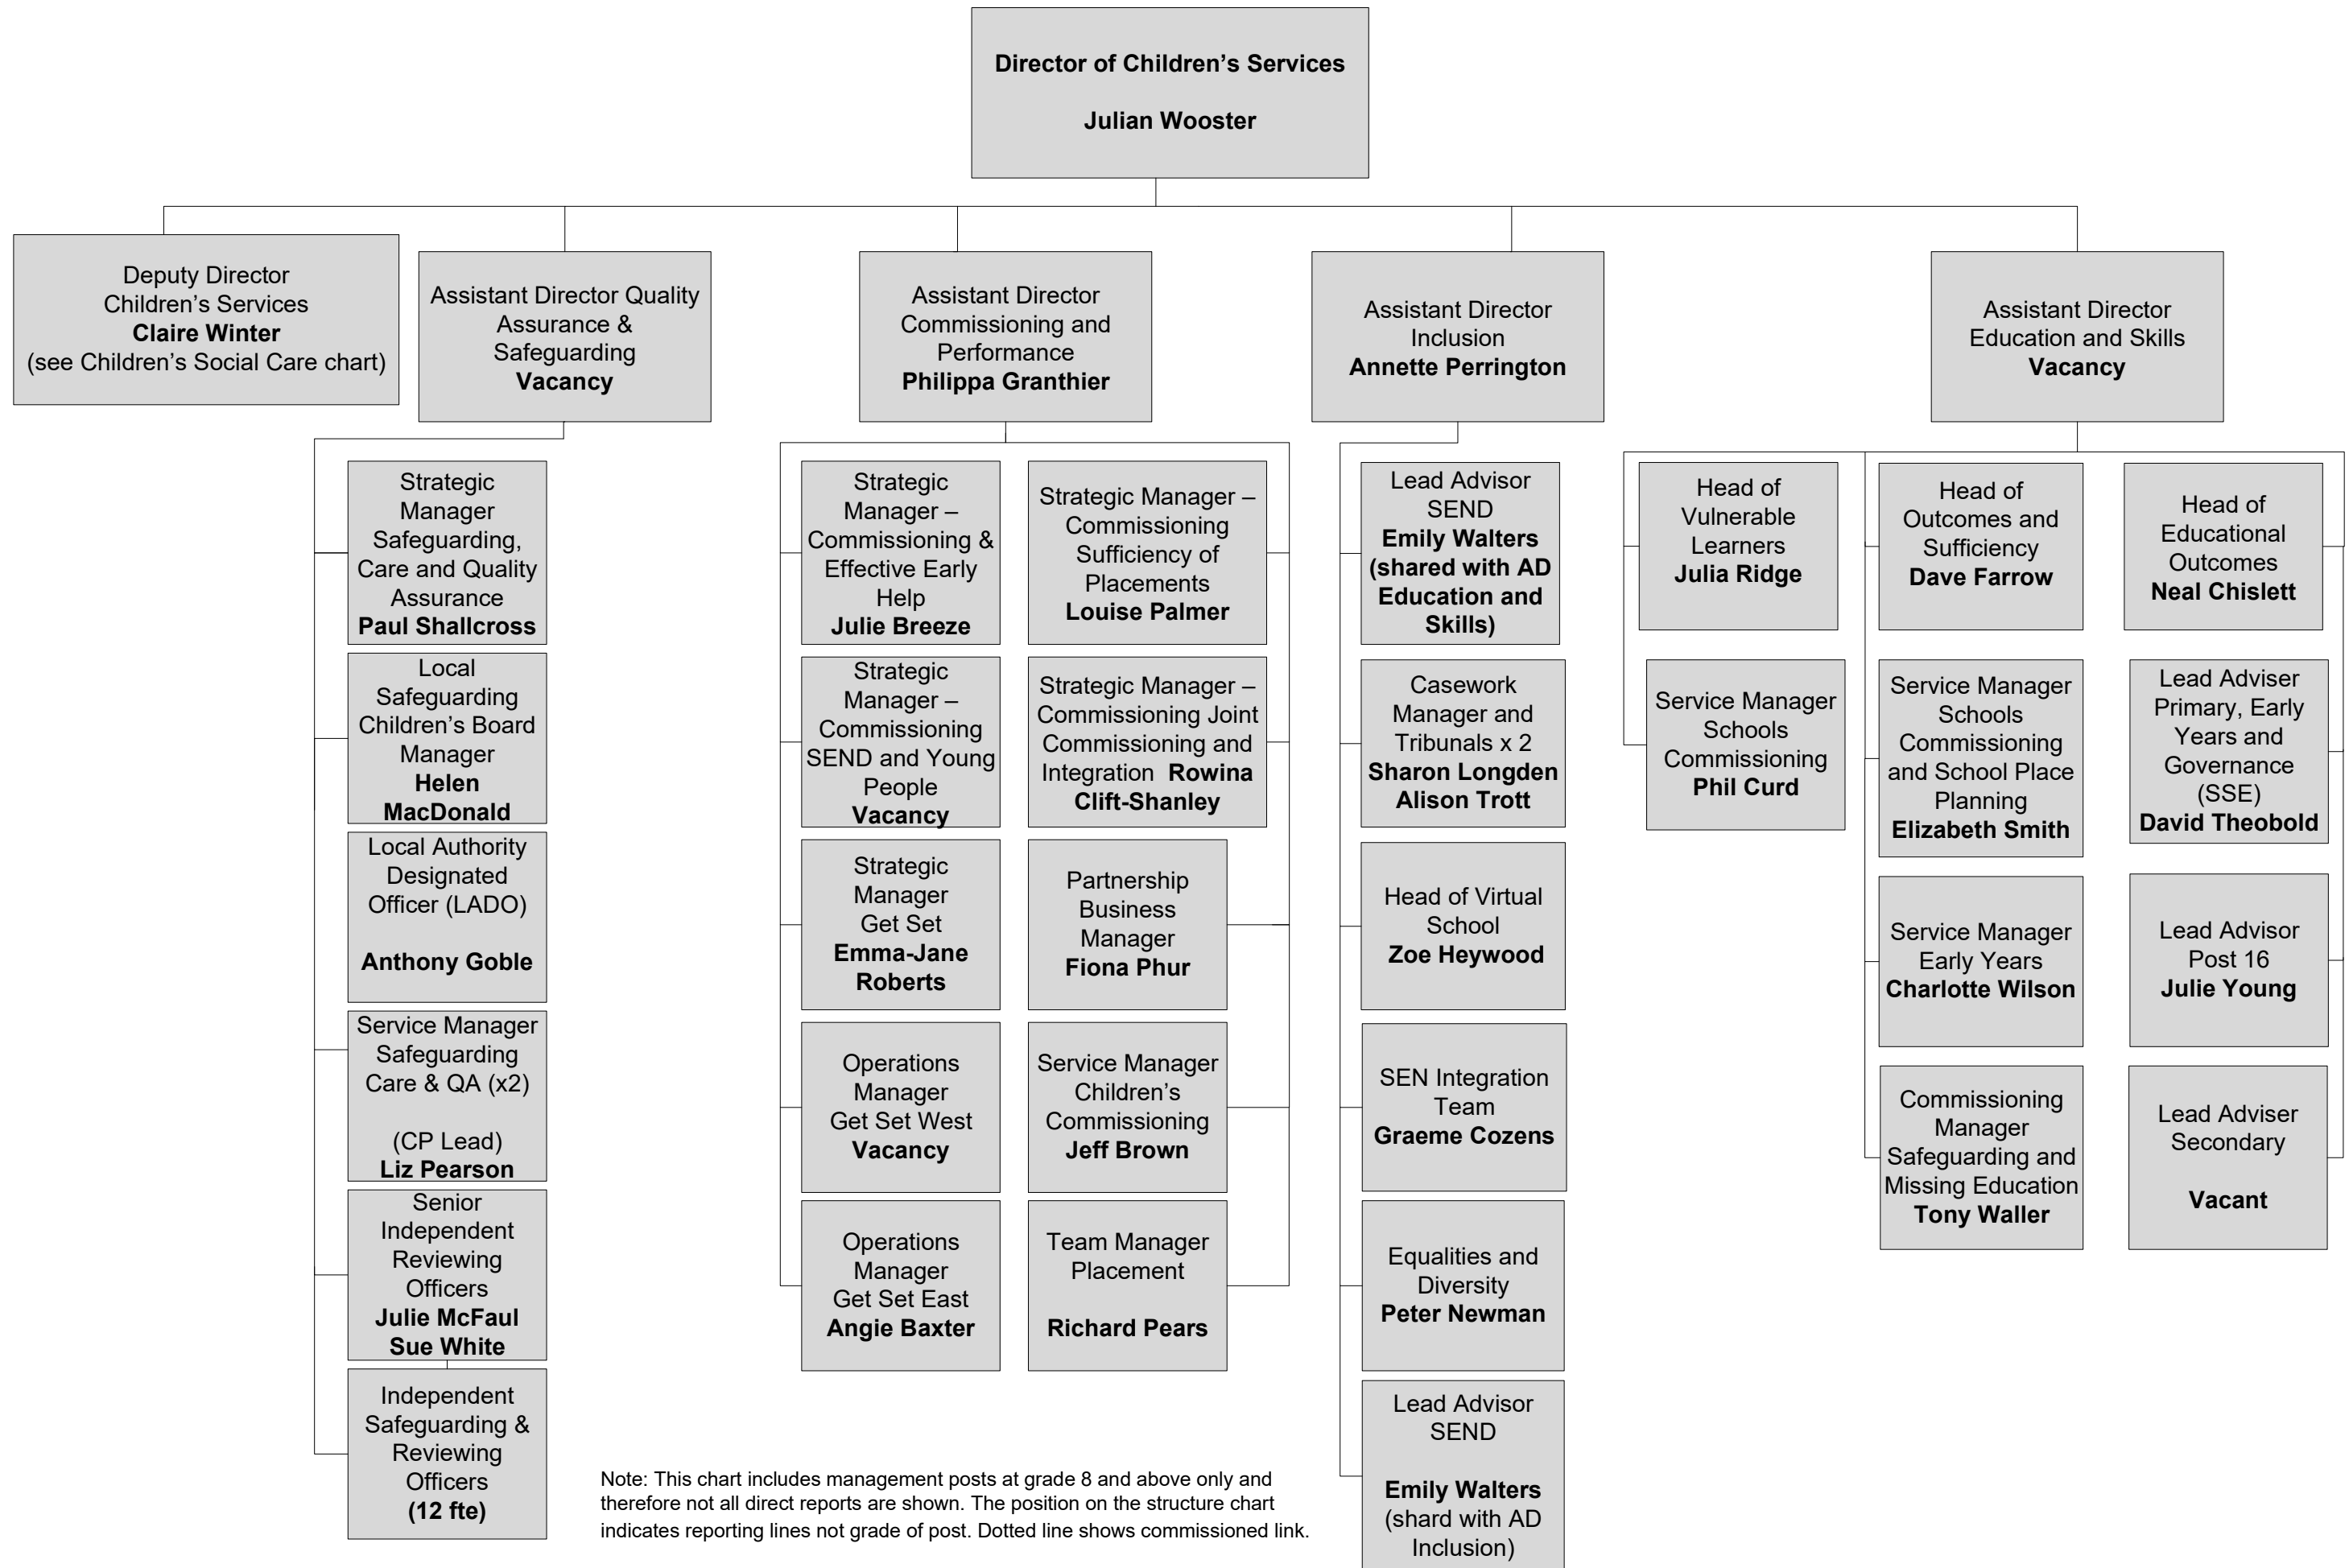 Director of Children’s Services
Julian Wooster
Deputy Director
Children’s Services
Claire Winter
(see Children’s Social Care chart)
Assistant Director Quality
Assurance &
Safeguarding
Vacancy
Assistant Director
Commissioning and
Performance
Philippa Granthier
Assistant Director
Inclusion
Annette Perrington
Assistant Director
Education and Skills
Vacancy
Strategic
Manager
Safeguarding,
Care and Quality
Assurance
Paul Shallcross
Local
Safeguarding
Children’s Board
Manager
Helen
MacDonald
Local Authority
Designated
Officer (LADO)
Anthony Goble
Service Manager
Safeguarding
Care & QA (x2)
(CP Lead)
Liz Pearson
Senior
Independent
Reviewing
Officers
Julie McFaul
Sue White
Independent
Safeguarding &
Reviewing
Officers
(12 fte)
Strategic
Manager –
Commissioning &
Effective Early
Help
Julie Breeze
Strategic
Manager –
Commissioning
SEND and Young
People
Vacancy
Strategic
Manager
Get Set
Emma-Jane
Roberts
Operations
Manager
Get Set West
Vacancy
Operations
Manager
Get Set East
Angie Baxter
Strategic Manager –
Commissioning
Sufficiency of
Placements
Louise Palmer
Strategic Manager –
Commissioning Joint
Commissioning and
Integration Rowina
Clift-Shanley
Partnership
Business
Manager
Fiona Phur
Service Manager
Children’s
Commissioning
Jeff Brown
Team Manager
Placement
Richard Pears
Lead Advisor
SEND
Emily Walters
(shared with AD
Education and
Skills)
Casework
Manager and
Tribunals x 2
Sharon Longden
Alison Trott
Head of Virtual
School
Zoe Heywood
SEN Integration
Team
Graeme Cozens
Equalities and
Diversity
Peter Newman
Lead Advisor
SEND
Emily Walters
(shard with AD
Inclusion)
Head of
Vulnerable
Learners
Julia Ridge
Service Manager
Schools
Commissioning
Phil Curd
Head of
Outcomes and
Sufficiency
Dave Farrow
Service Manager
Schools
Commissioning
and School Place
Planning
Elizabeth Smith
Service Manager
Early Years
Charlotte Wilson
Commissioning
Manager
Safeguarding and
Missing Education
Tony Waller
Head of
Educational
Outcomes
Neal Chislett
Lead Adviser
Primary, Early
Years and
Governance
(SSE)
David Theobold
Lead Advisor
Post 16
Julie Young
Lead Adviser
Secondary
Vacant
Note: This chart includes management posts at grade 8 and above only and
therefore not all direct reports are shown. The position on the structure chart
indicates reporting lines not grade of post. Dotted line shows commissioned link.